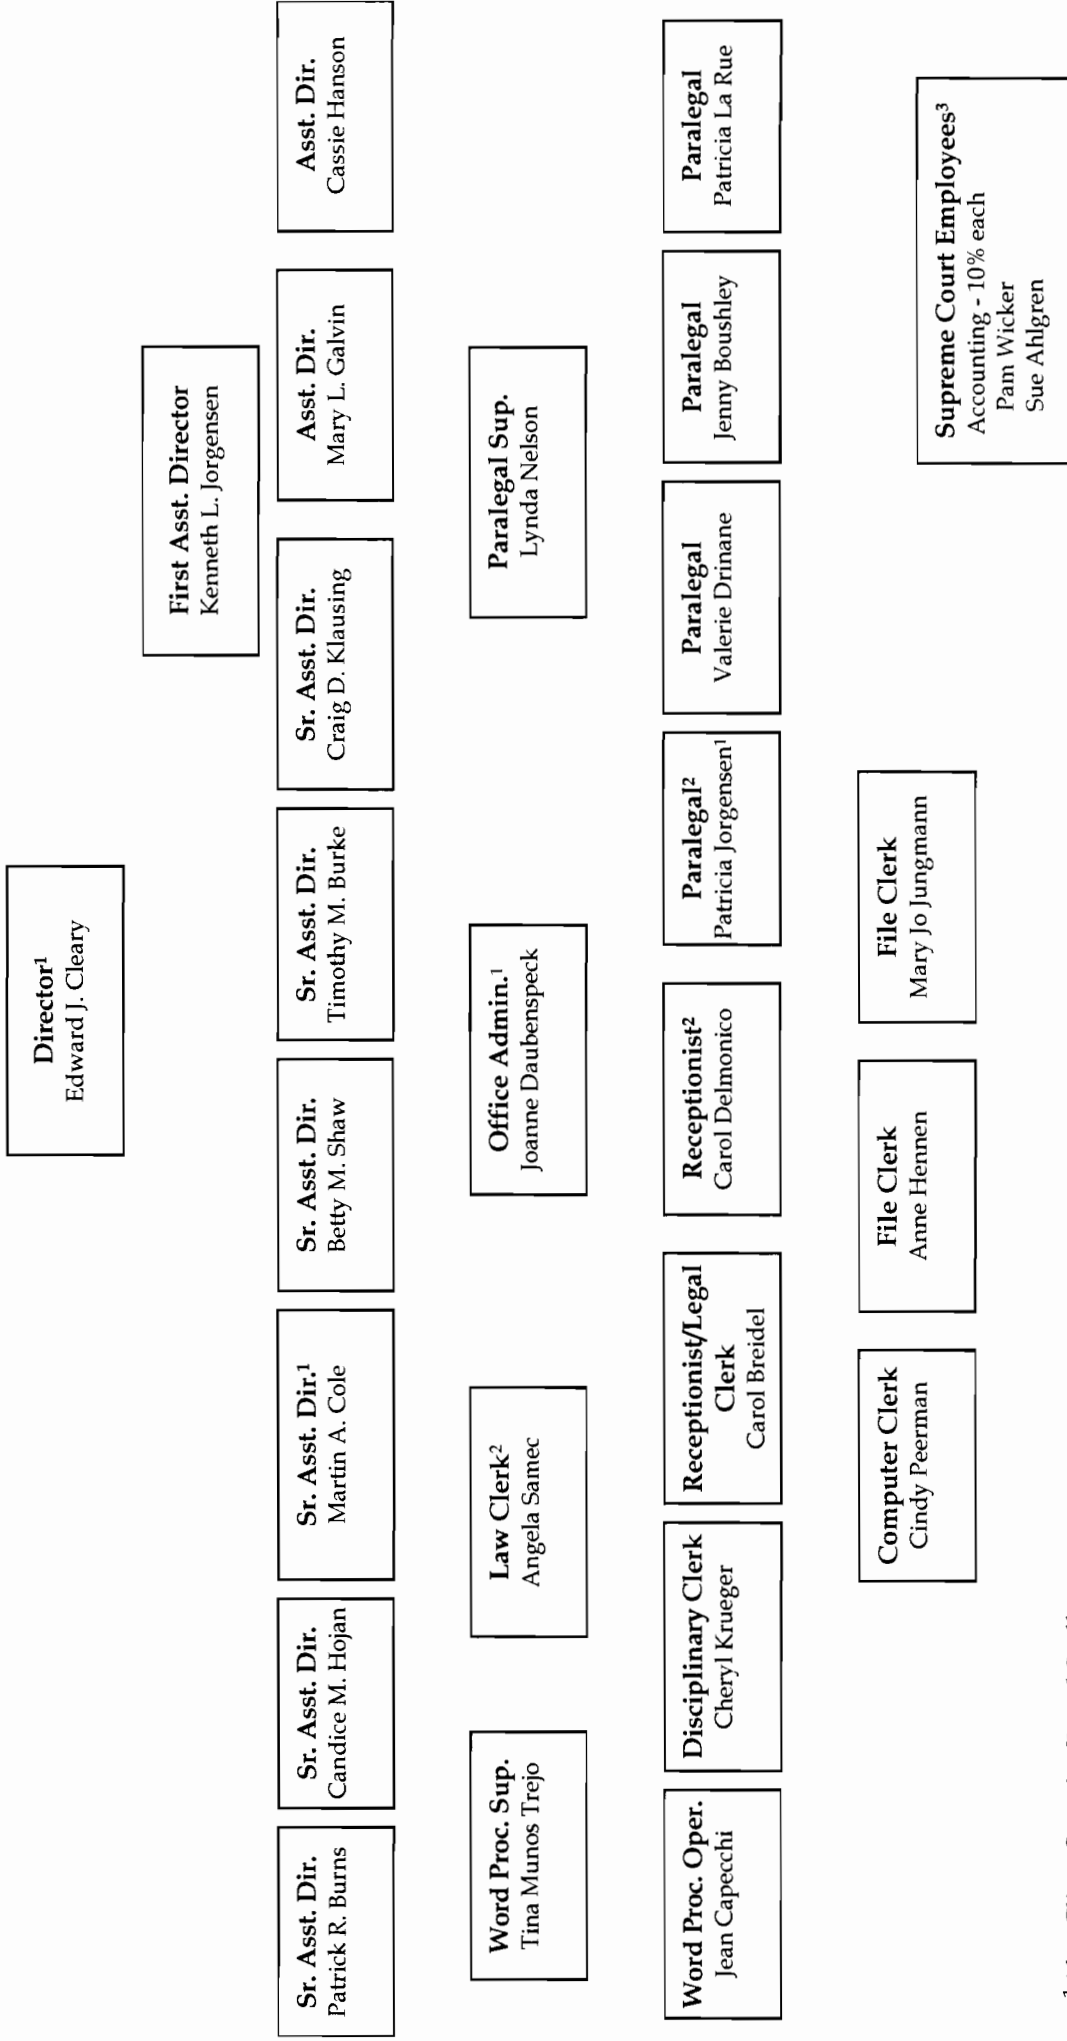 Director¹
Edward J. Cleary
First Asst. Director
Kenneth L. Jorgensen
Sr. Asst. Dir.
Patrick R. Burns
Sr. Asst. Dir.
Candice M. Hojan
Sr. Asst. Dir.¹
Martin A. Cole
Sr. Asst. Dir.
Betty M. Shaw
Sr. Asst. Dir.
Timothy M. Burke
Sr. Asst. Dir.
Craig D. Klausing
Asst. Dir.
Mary L. Galvin
Asst. Dir.
Cassie Hanson
Word Proc. Sup.
Tina Munos Trejo
Law Clerk²
Angela Samec
Office Admin.¹
Joanne Daubenspeck
Paralegal Sup.
Lynda Nelson
Word Proc. Oper.
Jean Capecchi
Disciplinary Clerk
Cheryl Krueger
Receptionist/Legal
Clerk
Carol Breidel
Receptionist²
Carol Delmonico
Paralegal²
Patricia Jorgensen¹
Paralegal
Valerie Drinane
Paralegal
Jenny Boushley
Paralegal
Patricia La Rue
Computer Clerk
Cindy Peerman
File Clerk
Anne Hennen
File Clerk
Mary Jo Jungmann
Supreme Court Employees³
Accounting - 10% each
Pam Wicker
Sue Ahlgren